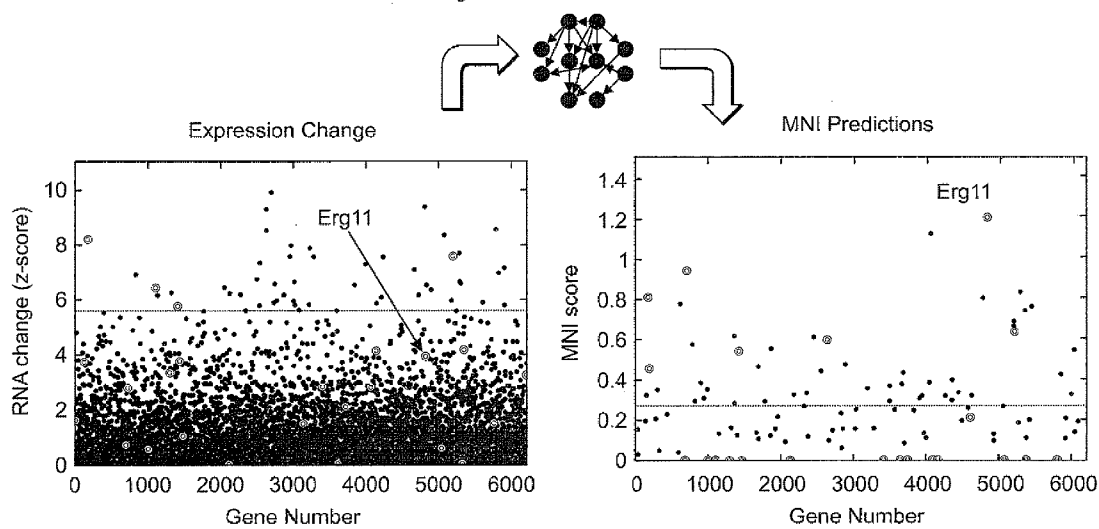 Expression Change
MNI Predictions
RNA change (z-score)
10
8
6
4
2
0
Erg11
0 1000 2000 3000 4000 5000 6000
Gene Number
MNI score
1.4
1.2
1
0.8
0.6
0.4
0.2
0
Erg11
0 1000 2000 3000 4000 5000 6000
Gene Number